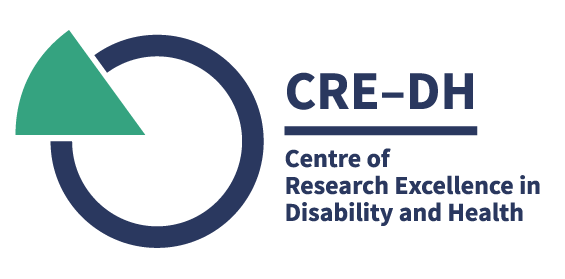 CRE–DH
Centre of
Research Excellence in
Disability and Health